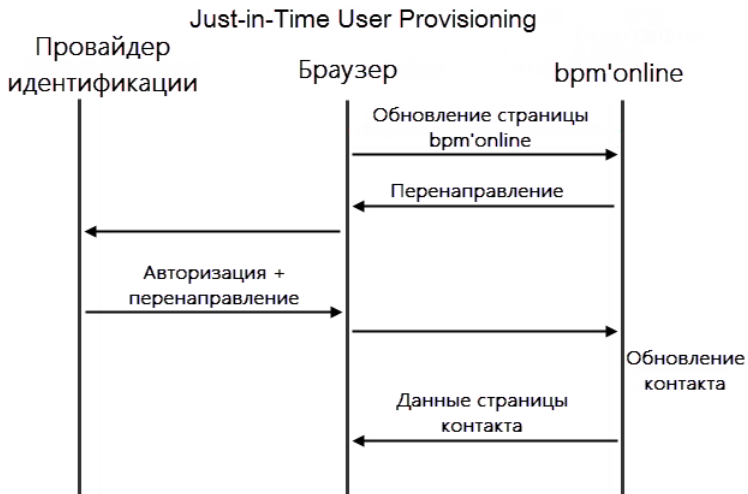 Just-in-Time User Provisioning
Провайдер
идентификации
Браузер
bpm'online
Обновление страницы
bpm'online
Перенаправление
Авторизация +
перенаправление
Обновление
контакта
Данные страницы
контакта